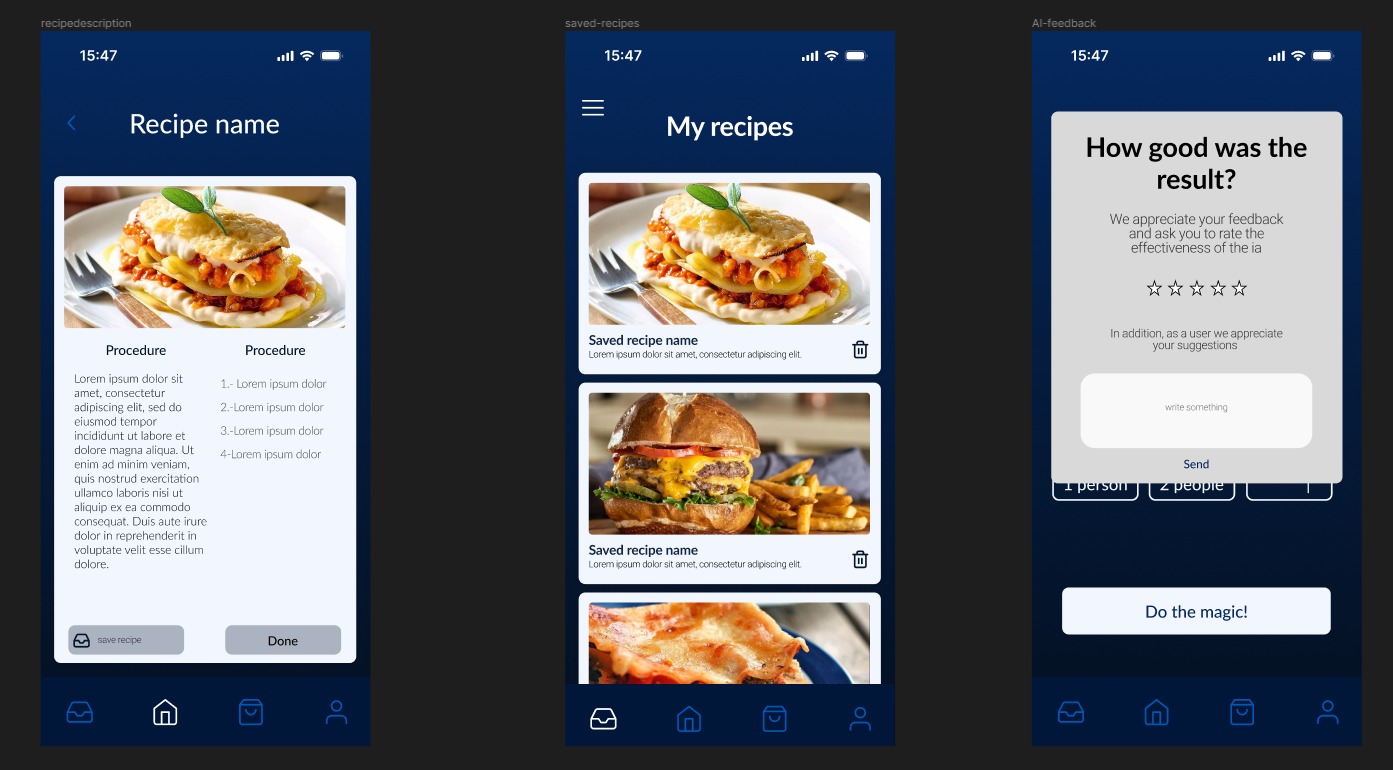 recipedescription
15:47
Recipe name
Procedure
Lorem ipsum dolor sit
amet, consectetur
adipiscing elit, sed do
eiusmod tempor
incididunt ut labore et
dolore magna aliqua. Ut
enim ad minim veniam,
quis nostrud exercitation
ullamco laboris nisi ut
aliquip ex ea commodo
consequat. Duis aute irure
dolor in reprehenderit in
voluptate velit esse cillum
dolore.
Procedure
1.- Lorem ipsum dolor
2.-Lorem ipsum dolor
3.-Lorem ipsum dolor
4-Lorem ipsum dolor
save recipe
Done
saved-recipes
15:47
My recipes
Saved recipe name
Lorem ipsum dolor sit amet, consectetur adipiscing elit.
Saved recipe name
Lorem ipsum dolor sit amet, consectetur adipiscing elit.
AI-feedback
15:47
How good was the
result?
We appreciate your feedback
and ask you to rate the
effectiveness of the ia
In addition, as a user we appreciate
your suggestions
write something
Send
1 person
2 people
Do the magic!